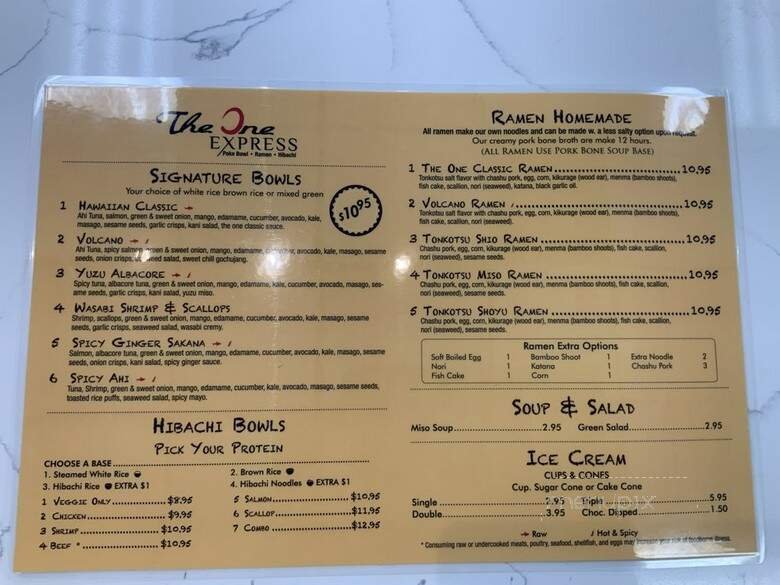 The One
EXPRESS
Poke Bowl • Ramen • Hibachi
SIGNATURE BOWLS
Your choice of white rice brown rice or mixed green
$10.95
1 HAWAIIAN CLASSIC
Ahi Tuna, salmon, green & sweet onion, mango, edamame, cucumber, avocado, kale,
masago, sesame seeds, garlic crisps, kani salad, the one classic sauce.
2 VOLCANO
Ahi Tuna, spicy salmon, green & sweet onion, mango, edamame, cucumber, avocado, kale, masago, sesame
seeds, onion crisps, seaweed salad, sweet chill gochujang.
3 YUZU ALBACORE
Spicy tuna, albacore tuna, green & sweet onion, mango, edamame, cucumber, kale, avocado, masago, ses-
ame seeds, garlic crisps, kani salad, yuzu miso.
4 WASABI SHRIMP & SCALLOPS
Shrimp, scallops, green & sweet onion, mango, edamame, cucumber, avocado, kale, masago, sesame
seeds, garlic crisps, seaweed salad, wasabi cremy.
5 SPICY GINGER SAKANA
Salmon, albacore tuna, green & sweet onion, mango, edamame, cucumber, avocado, kale, masago, sesame
seeds, onion crisps, kani salad, spicy ginger sauce.
6 SPICY AHI
Tuna, Shrimp, green & sweet onion, mango, edamame, cucumber, kale, avocado, masago, sesame seeds,
toasted rice puffs, seaweed salad, spicy mayo.
HIBACHI BOWLS
PICK YOUR PROTEIN
CHOOSE A BASE
1. Steamed White Rice
2. Brown Rice
3. Hibachi Rice EXTRA $1
4. Hibachi Noodles EXTRA $1
1 VEGGIE ONLY $8.95
2 CHICKEN $9.95
3 SHRIMP $10.95
4 BEEF * $10.95
5 SALMON $10.95
6 SCALLOP $11.95
7 COMBO $12.95
RAMEN HOMEMADE
All ramen make our own noodles and can be made w. a less salty option upon request.
Our creamy pork bone broth are make 12 hours.
(ALL RAMEN USE PORK BONE SOUP BASE)
1 THE ONE CLASSIC RAMEN 10.95
Tonkotsu salt flavor with chashu pork, egg, corn, kikurage (wood ear), menma (bamboo shoots),
fish cake, scallion, nori (seaweed), katana, black garlic oil.
2 VOLCANO RAMEN 10.95
Tonkotsu salt flavor with chashu pork, egg, corn, kikurage (wood ear), menma (bamboo shoots),
fish cake, scallion, nori (seaweed).
3 TONKOTSU SHIO RAMEN 10.95
Chashu pork, egg, corn, kikurage (wood ear), menma (bamboo shoots), fish cake, scallion,
nori (seaweed), sesame seeds.
4 TONKOTSU MISO RAMEN 10.95
Chashu pork, egg, corn, kikurage (wood ear), menma (bamboo shoots), fish cake, scallion,
nori (seaweed), sesame seeds.
5 TONKOTSU SHOYU RAMEN 10.95
Chashu pork, egg, corn, kikurage (wood ear), menma (bamboo shoots), fish cake, scallion,
nori (seaweed), sesame seeds.
Ramen Extra Options
Soft Boiled Egg 1 Bamboo Shoot 1 Extra Noodle 2
Nori 1 Katana 1 Chashu Pork 3
Fish Cake 1 Corn 1
SOUP & SALAD
Miso Soup 2.95 Green Salad 2.95
ICE CREAM
CUPS & CONES
Cup. Sugar Cone or Cake Cone
Single 2.95 Triple 5.95
Double 3.95 Choc. Dipped 1.50
Raw Hot & Spicy
* Consuming raw or undercooked meats, poultry, seafood, shellfish, and eggs may increase your risk of foodborne illness.